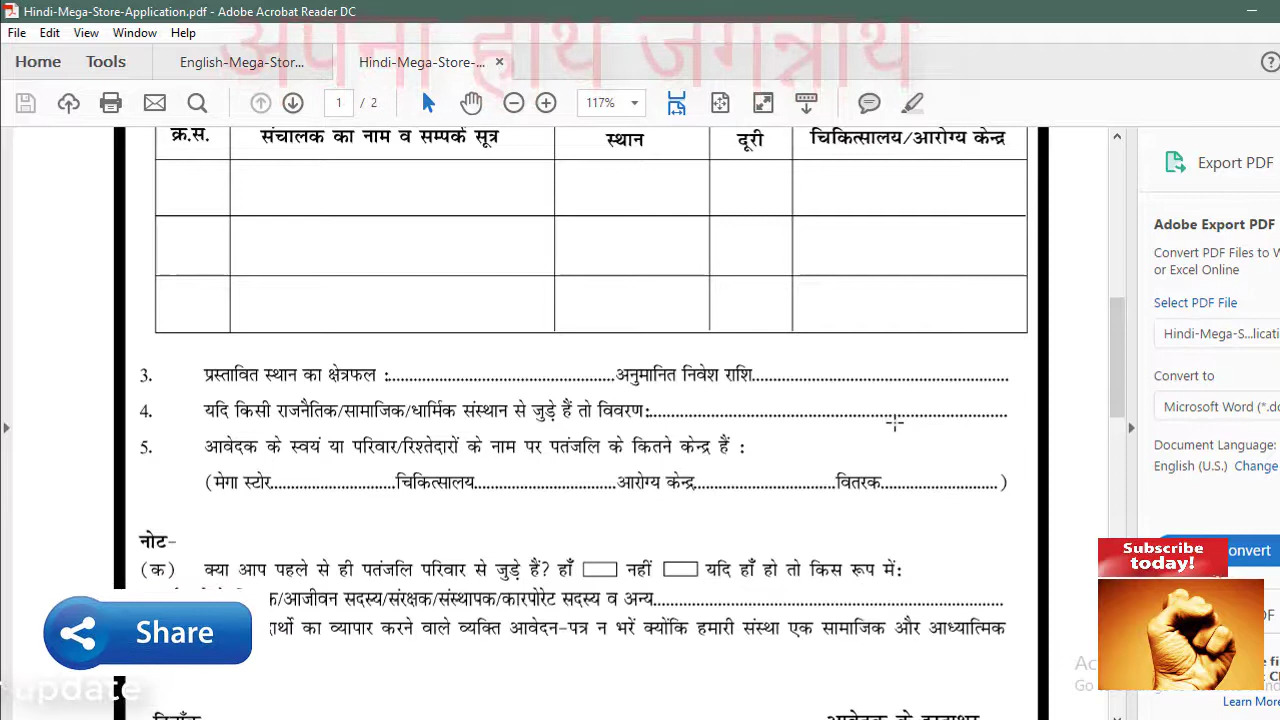 Hindi-Mega-Store-Application.pdf - Adobe Acrobat Reader DC
अपना हाथ जगन्नाथ
File Edit View Window Help
Home Tools English-Mega-Stor... Hindi-Mega-Store-... ×
1 / 2 117%
क्र.स. संचालक का नाम व सम्पर्क सूत्र स्थान दूरी चिकित्सालय/आरोग्य केन्द्र
3. प्रस्तावित स्थान का क्षेत्रफल :.....................................................अनुमानित निवेश राशि............................................................
4. यदि किसी राजनैतिक/सामाजिक/धार्मिक संस्थान से जुड़े हैं तो विवरण:....................................................................................
5. आवेदक के स्वयं या परिवार/रिश्तेदारों के नाम पर पतंजलि के कितने केन्द्र हैं :
(मेगा स्टोर.............................चिकित्सालय.................................आरोग्य केन्द्र.................................वितरक...........................)
नोट-
(क) क्या आप पहले से ही पतंजलि परिवार से जुड़े हैं? हाँ नहीं यदि हाँ हो तो किस रूप में:
/आजीवन सदस्य/संरक्षक/संस्थापक/कारपोरेट सदस्य व अन्य..................................................................................
का व्यापार करने वाले व्यक्ति आवेदन-पत्र न भरें क्योंकि हमारी संस्था एक सामाजिक और आध्यात्मिक
Share
update
Export PDF
Adobe Export PDF
Convert PDF Files to W
or Excel Online
Select PDF File
Hindi-Mega-S...licati
Convert to
Microsoft Word (*.do
Document Language:
English (U.S.) Change
onvert
Subscribe
today!
Learn More